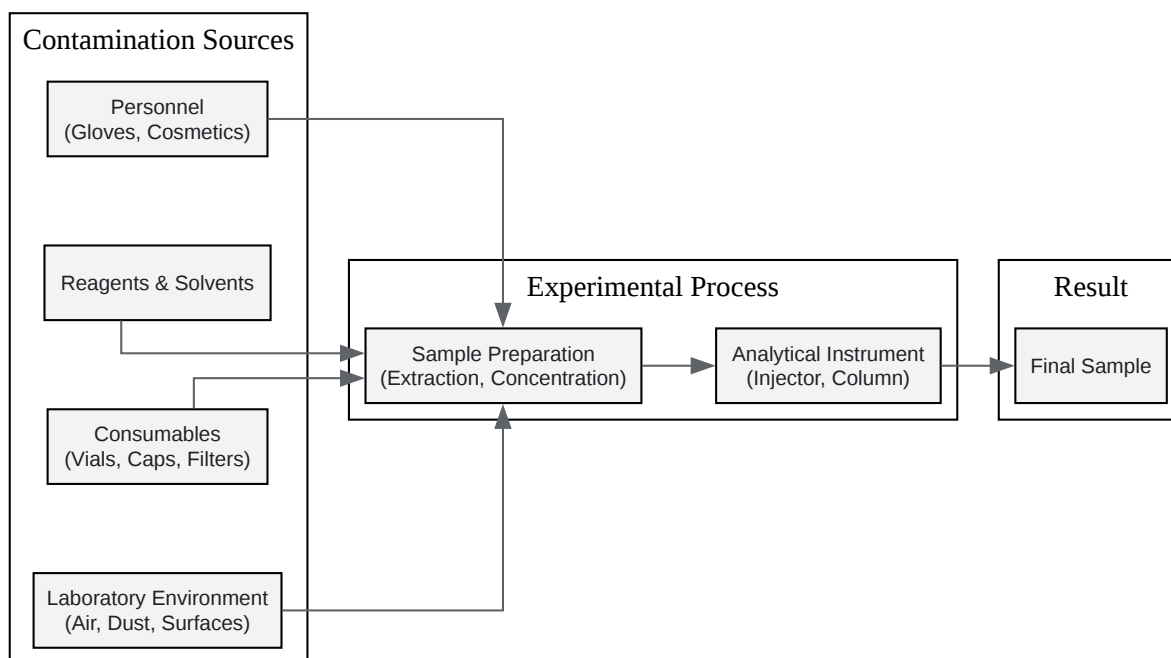 Contamination Sources
Personnel
(Gloves, Cosmetics)
Reagents & Solvents
Consumables
(Vials, Caps, Filters)
Laboratory Environment
(Air, Dust, Surfaces)
Experimental Process
Sample Preparation
(Extraction, Concentration)
Analytical Instrument
(Injector, Column)
Result
Final Sample